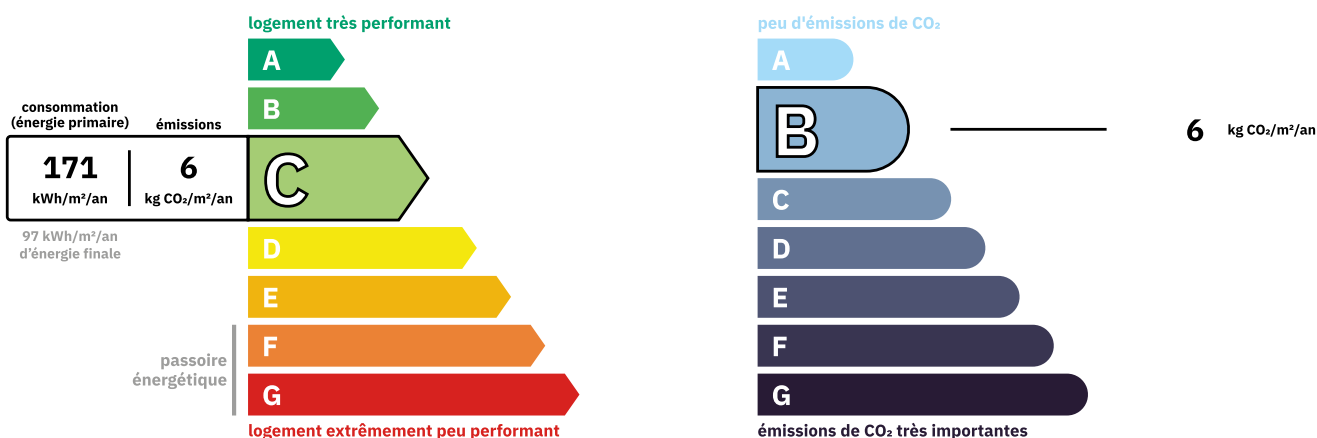 logement très performant
A
B
consommation
(énergie primaire)
émissions
171
kWh/m²/an
6
kg CO₂/m²/an
C
97 kWh/m²/an
d'énergie finale
D
E
passoire
énergétique
F
G
logement extrêmement peu performant
peu d'émissions de CO₂
A
B
6 kg CO₂/m²/an
C
D
E
F
G
émissions de CO₂ très importantes